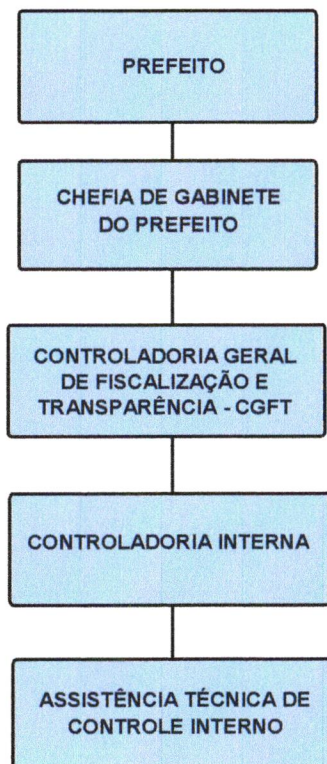 PREFEITO
CHEFIA DE GABINETE
DO PREFEITO
CONTROLADORIA GERAL
DE FISCALIZAÇÃO E
TRANSPARÊNCIA - CGFT
CONTROLADORIA INTERNA
ASSISTÊNCIA TÉCNICA DE
CONTROLE INTERNO